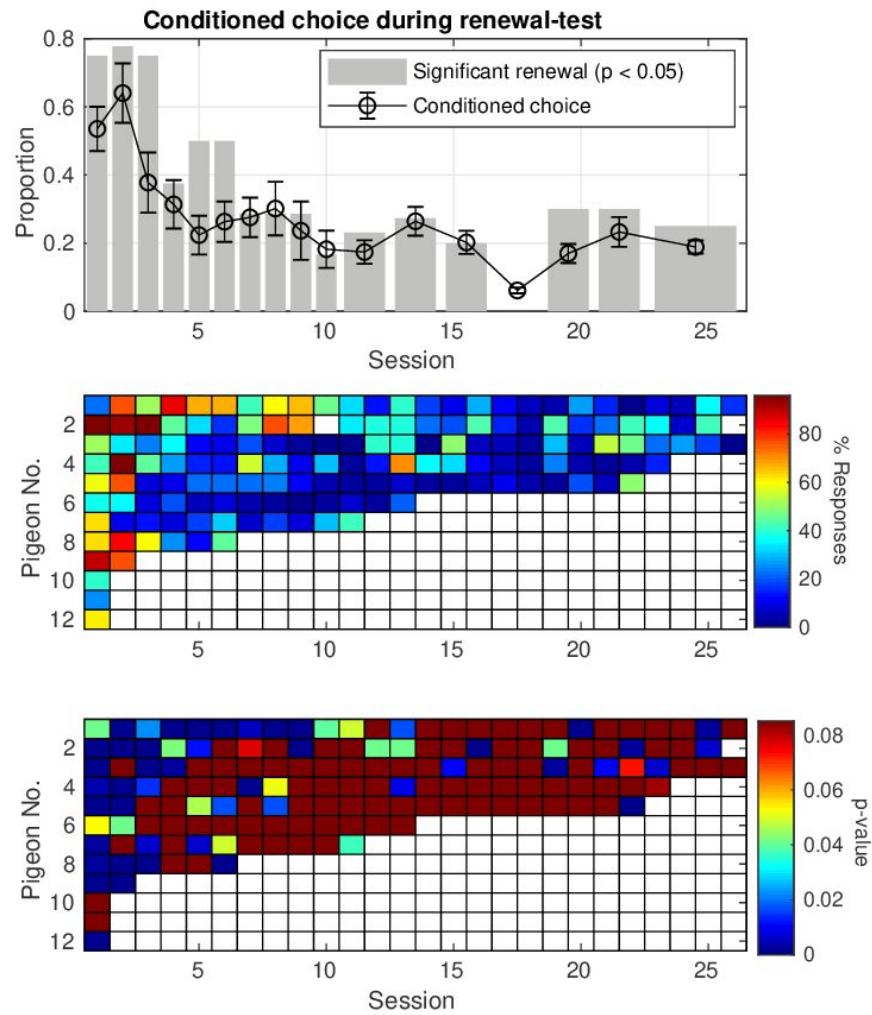 Conditioned choice during renewal-test
0.8
0.6
0.4
0.2
0
Proportion
Significant renewal (p < 0.05)
Conditioned choice
5 10 15 20 25
Session
2
4
6
8
10
12
Pigeon No.
5 10 15 20 25
80
60
40
20
0
% Responses
2
4
6
8
10
12
Pigeon No.
5 10 15 20 25
Session
0.08
0.06
0.04
0.02
0
p-value